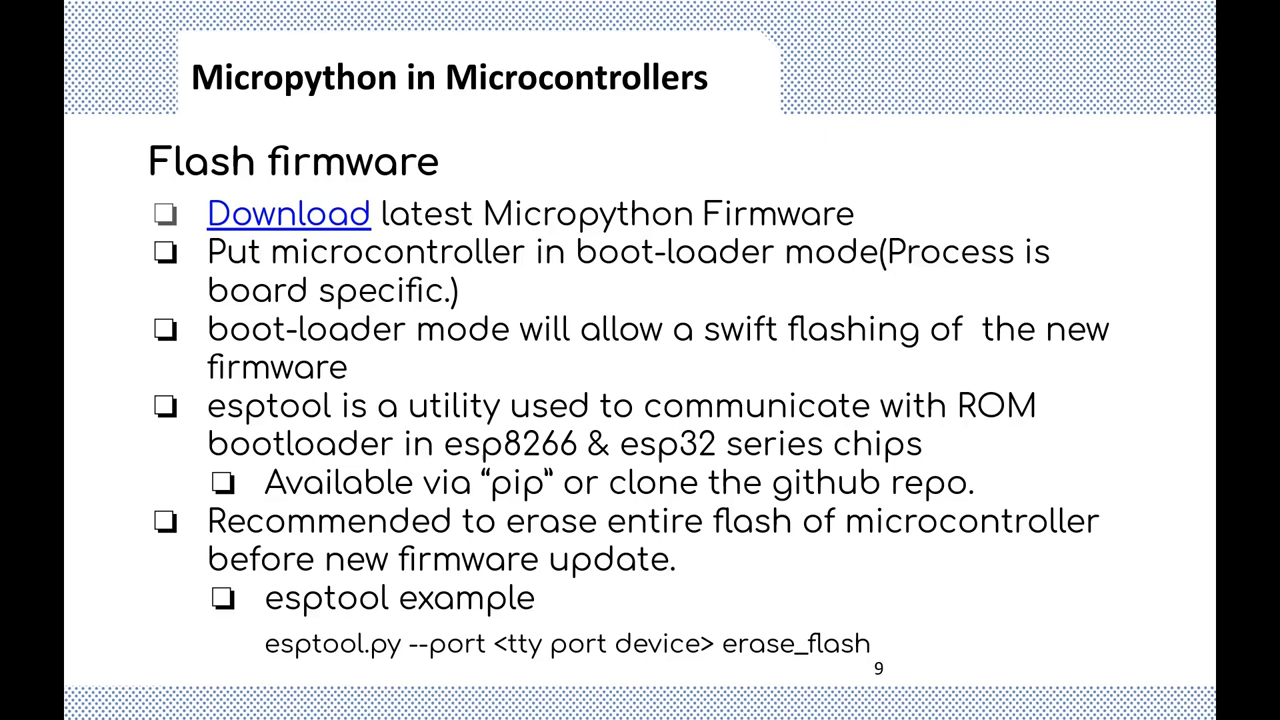 Micropython in Microcontrollers
Flash firmware
Download latest Micropython Firmware
Put microcontroller in boot-loader mode(Process is
board specific.)
boot-loader mode will allow a swift flashing of  the new
firmware
esptool is a utility used to communicate with ROM
bootloader in esp8266 & esp32 series chips
Available via “pip” or clone the github repo.
Recommended to erase entire flash of microcontroller
before new firmware update.
esptool example
esptool.py --port <tty port device> erase_flash
9